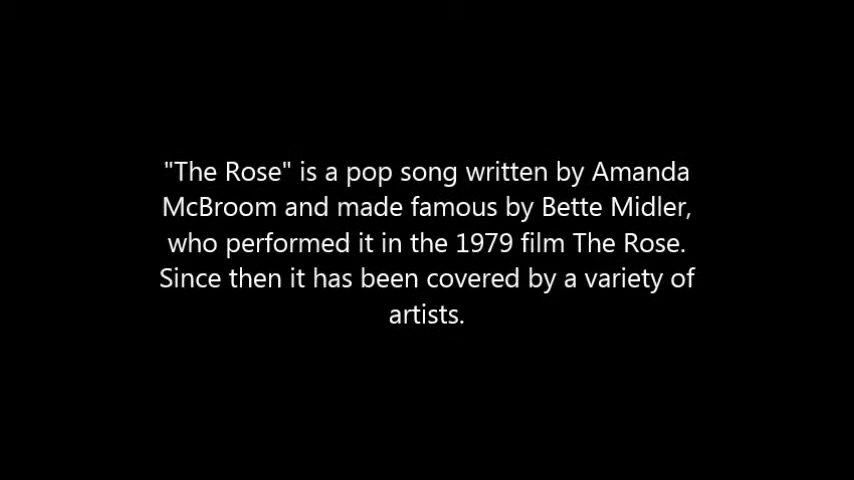 "The Rose" is a pop song written by Amanda
McBroom and made famous by Bette Midler,
who performed it in the 1979 film The Rose.
Since then it has been covered by a variety of
artists.